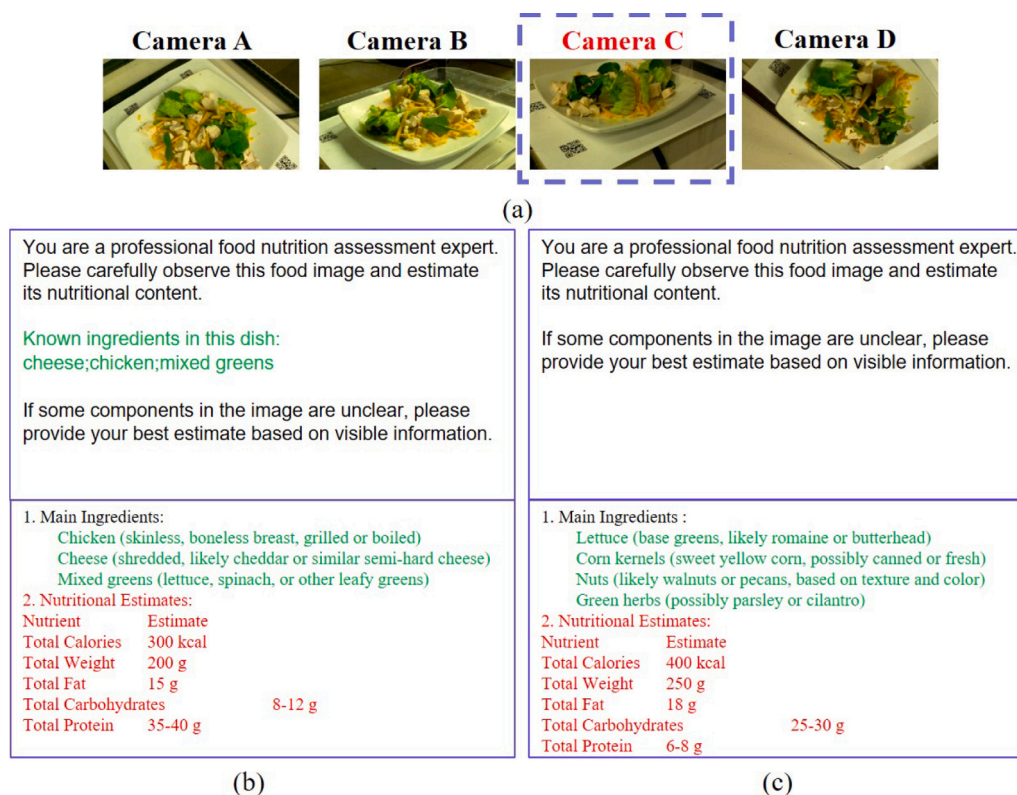 Camera A
Camera B
Camera C
Camera D
(a)
You are a professional food nutrition assessment expert.
Please carefully observe this food image and estimate
its nutritional content.
Known ingredients in this dish:
cheese;chicken;mixed greens
If some components in the image are unclear, please
provide your best estimate based on visible information.
1. Main Ingredients:
Chicken (skinless, boneless breast, grilled or boiled)
Cheese (shredded, likely cheddar or similar semi-hard cheese)
Mixed greens (lettuce, spinach, or other leafy greens)
2. Nutritional Estimates:
Nutrient Estimate
Total Calories 300 kcal
Total Weight 200 g
Total Fat 15 g
Total Carbohydrates 8-12 g
Total Protein 35-40 g
(b)
You are a professional food nutrition assessment expert.
Please carefully observe this food image and estimate
its nutritional content.
If some components in the image are unclear, please
provide your best estimate based on visible information.
1. Main Ingredients :
Lettuce (base greens, likely romaine or butterhead)
Corn kernels (sweet yellow corn, possibly canned or fresh)
Nuts (likely walnuts or pecans, based on texture and color)
Green herbs (possibly parsley or cilantro)
2. Nutritional Estimates:
Nutrient Estimate
Total Calories 400 kcal
Total Weight 250 g
Total Fat 18 g
Total Carbohydrates 25-30 g
Total Protein 6-8 g
(c)